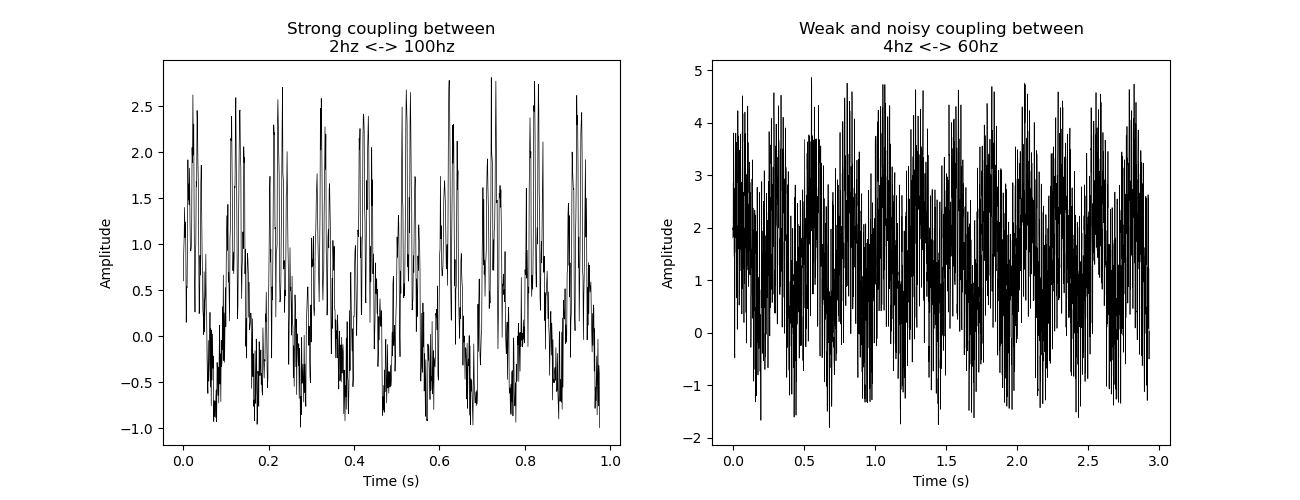 Strong coupling between
2hz <-> 100hz
2.5
2.0
1.5
1.0
0.5
0.0
−0.5
−1.0
Amplitude
0.0 0.2 0.4 0.6 0.8 1.0
Time (s)
Weak and noisy coupling between
4hz <-> 60hz
5
4
3
2
1
0
−1
−2
Amplitude
0.0 0.5 1.0 1.5 2.0 2.5 3.0
Time (s)